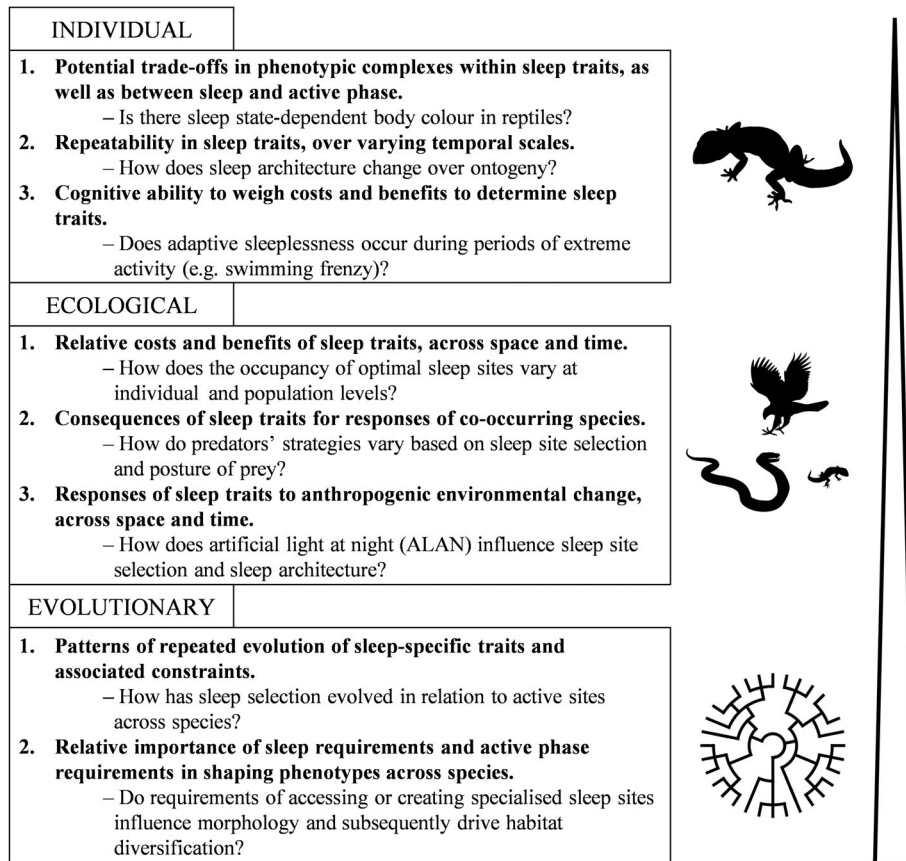 INDIVIDUAL
1. Potential trade-offs in phenotypic complexes within sleep traits, as
well as between sleep and active phase.
– Is there sleep state-dependent body colour in reptiles?
2. Repeatability in sleep traits, over varying temporal scales.
– How does sleep architecture change over ontogeny?
3. Cognitive ability to weigh costs and benefits to determine sleep
traits.
– Does adaptive sleeplessness occur during periods of extreme
activity (e.g. swimming frenzy)?
ECOLOGICAL
1. Relative costs and benefits of sleep traits, across space and time.
– How does the occupancy of optimal sleep sites vary at
individual and population levels?
2. Consequences of sleep traits for responses of co-occurring species.
– How do predators’ strategies vary based on sleep site selection
and posture of prey?
3. Responses of sleep traits to anthropogenic environmental change,
across space and time.
– How does artificial light at night (ALAN) influence sleep site
selection and sleep architecture?
EVOLUTIONARY
1. Patterns of repeated evolution of sleep-specific traits and
associated constraints.
– How has sleep selection evolved in relation to active sites
across species?
2. Relative importance of sleep requirements and active phase
requirements in shaping phenotypes across species.
– Do requirements of accessing or creating specialised sleep sites
influence morphology and subsequently drive habitat
diversification?